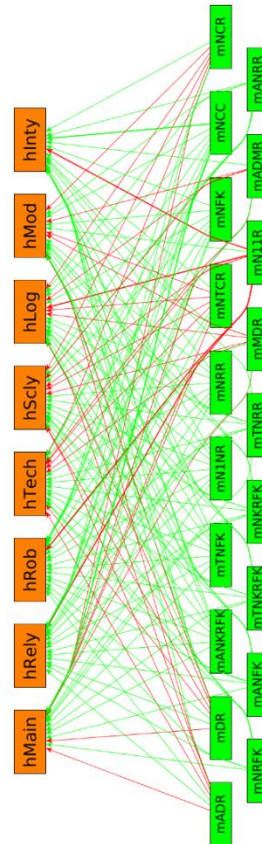 hMain hRely hRob hTech hScly hLog hMod hInty
mADR mDR mANKRFK mTNFK mN1NR mNRR mNTCR mNFK mNCC mNCR
mNRFK mANFK mTNKRFK mNKRFK mTNRR mMDR mN11R mADMR mANRR